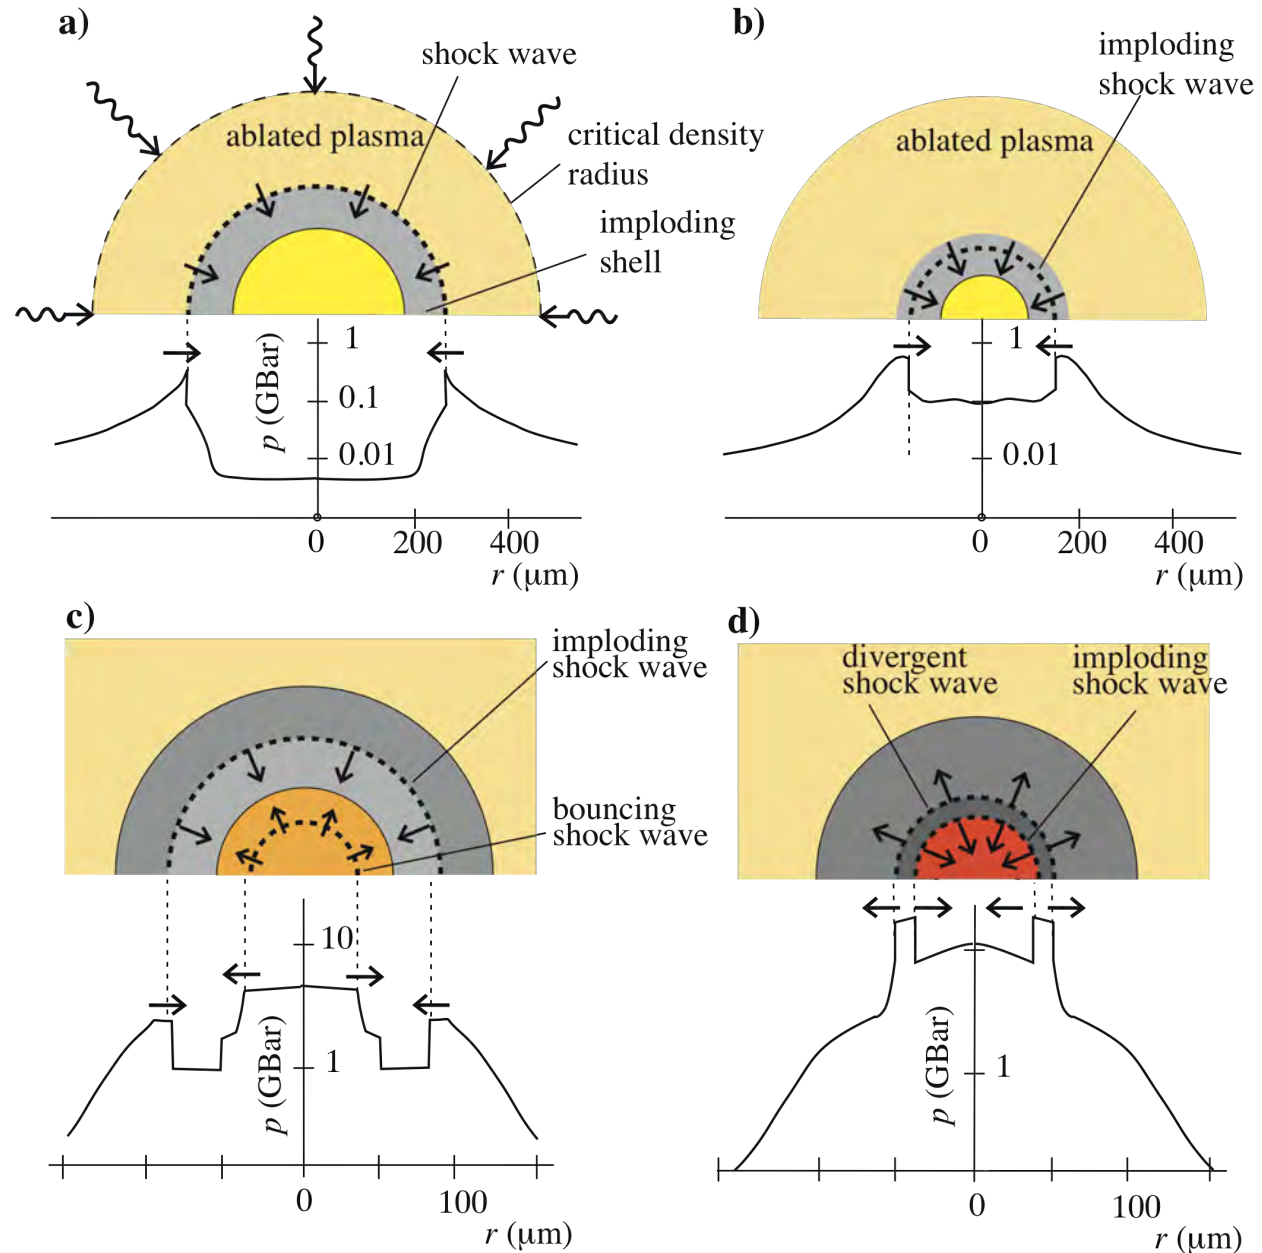 a)
shock wave
ablated plasma
critical density
radius
imploding
shell
p (GBar)
1
0.1
0.01
0
200
400
r (μm)
b)
imploding
shock wave
ablated plasma
1
0.01
0
200
400
r (μm)
c)
imploding
shock wave
bouncing
shock wave
10
p (GBar)
1
0
100
r (μm)
d)
divergent
shock wave
imploding
shock wave
p (GBar)
1
0
100
r (μm)